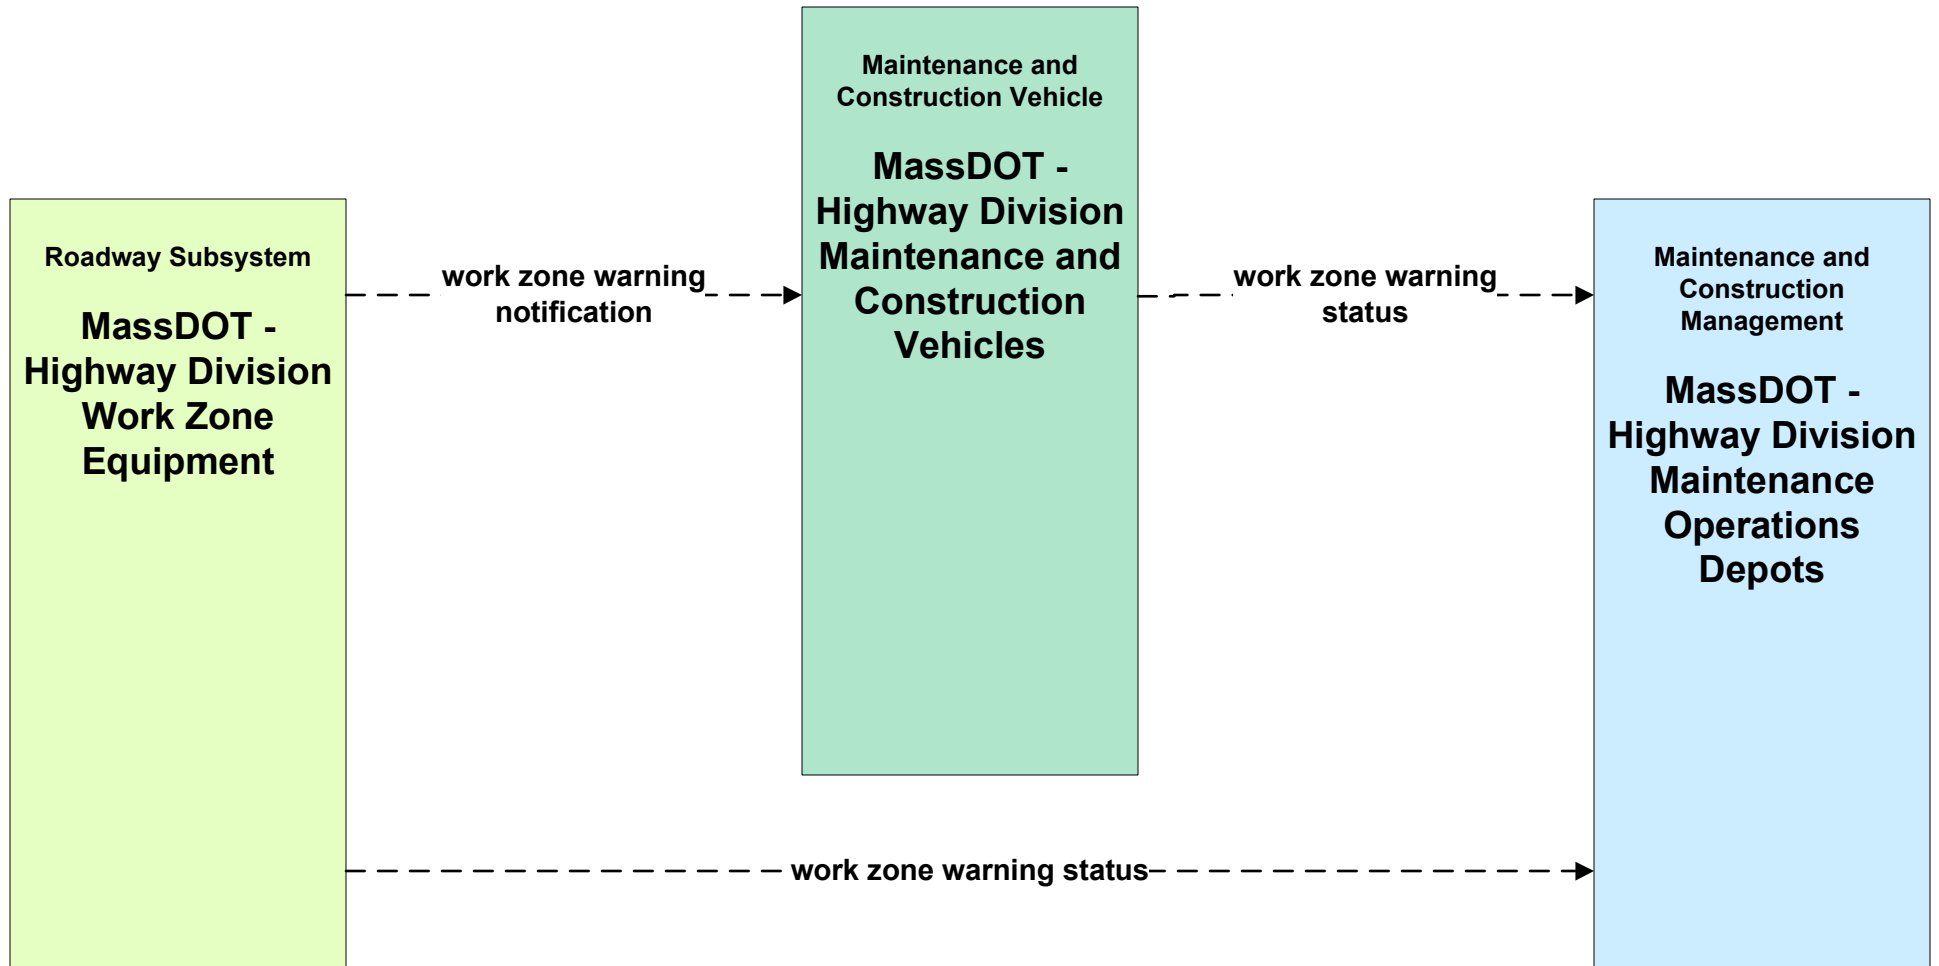 Roadway Subsystem
MassDOT -
Highway Division
Work Zone
Equipment
work zone warning
notification
Maintenance and
Construction Vehicle
MassDOT -
Highway Division
Maintenance and
Construction
Vehicles
work zone warning
status
Maintenance and
Construction
Management
MassDOT -
Highway Division
Maintenance
Operations
Depots
work zone warning status